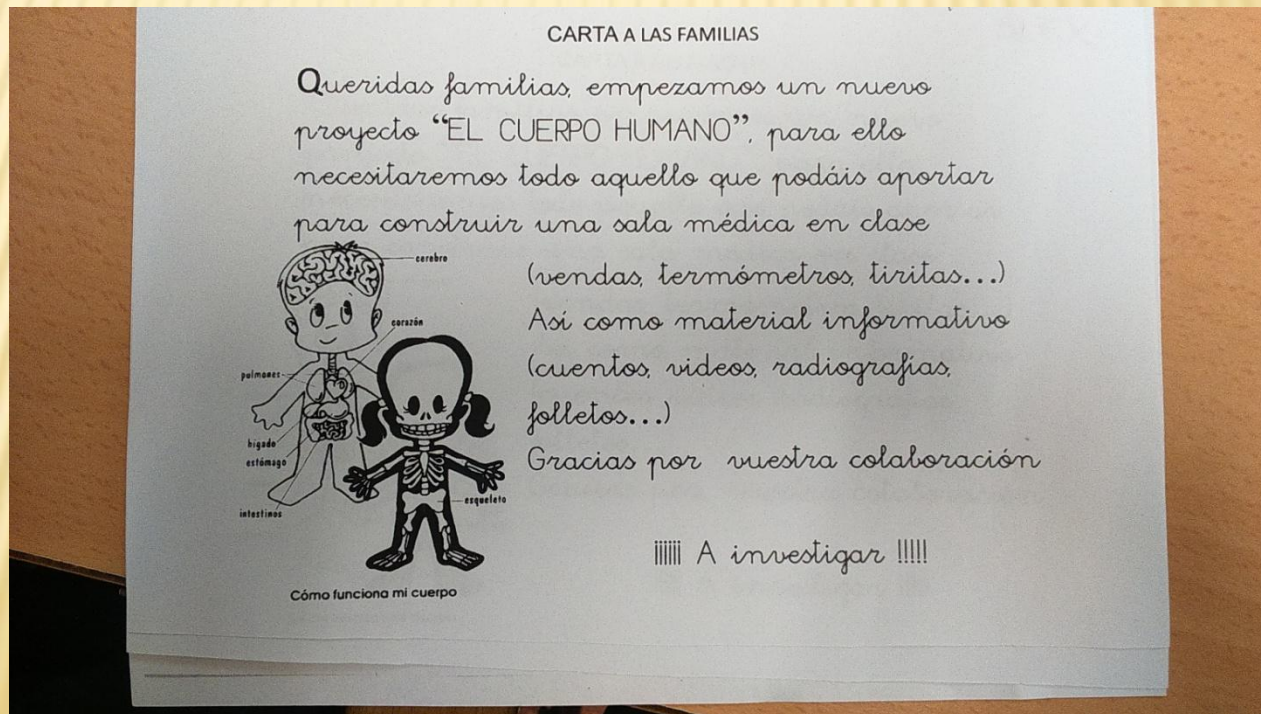 CARTA A LAS FAMILIAS
Queridas familias, empezamos un nuevo
proyecto “EL CUERPO HUMANO”, para ello
necesitaremos todo aquello que podáis aportar
para construir una sala médica en clase
cerebro
(vendas, termómetros, tiritas...)
corazón
Así como material informativo
pulmones
(cuentos, videos, radiografías,
folletos...)
hígado
estómago
Gracias por vuestra colaboración
esqueleto
intestinos
¡¡¡¡¡¡ A investigar !!!!!
Cómo funciona mi cuerpo